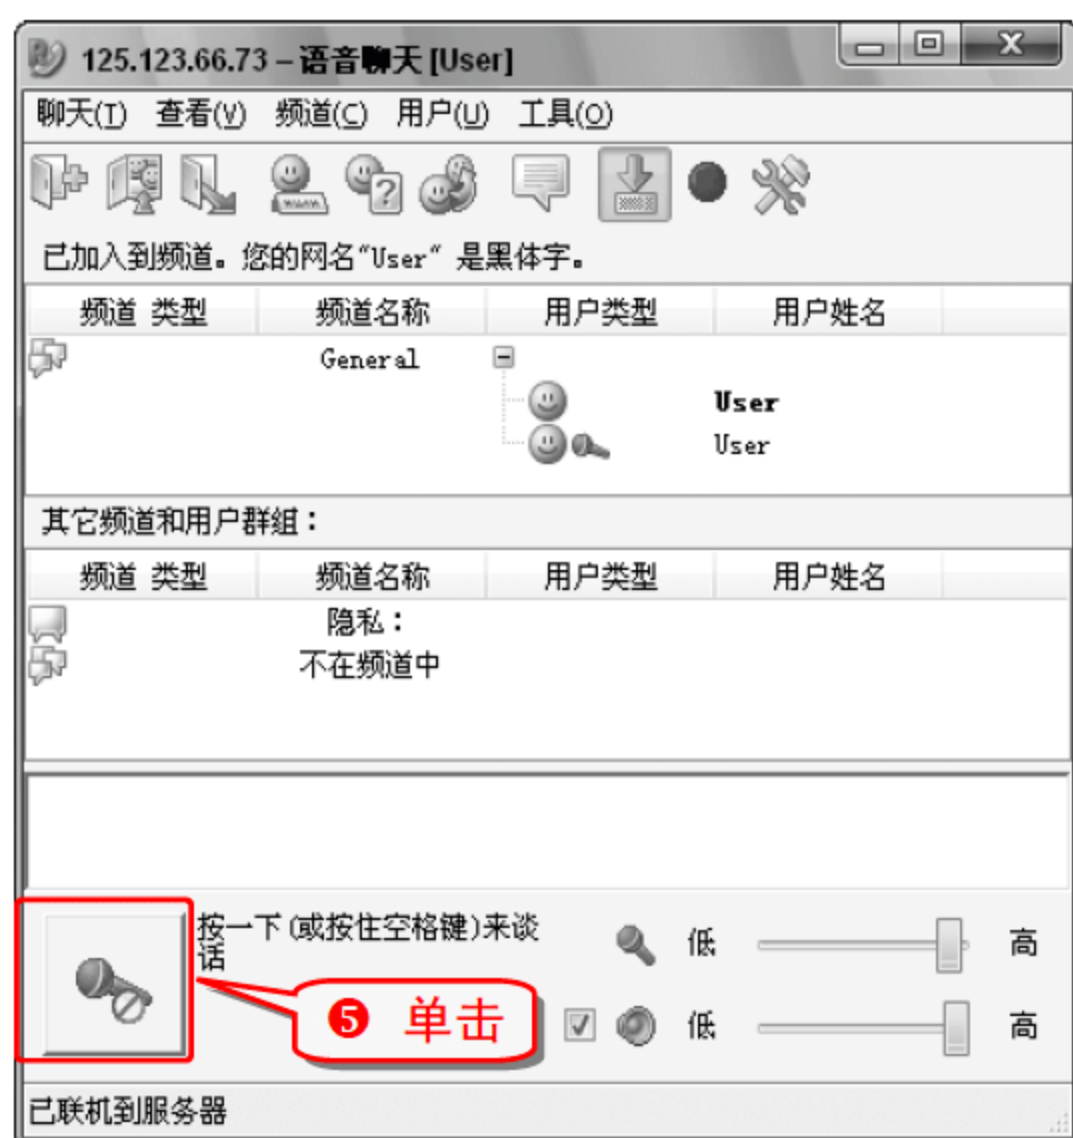 125.123.66.73 – 语音聊天 [User]
聊天(T) 查看(V) 频道(C) 用户(U) 工具(O)
已加入到频道。您的网名“User” 是黑体字。
频道 类型 频道名称 用户类型 用户姓名
General
User
User
其它频道和用户群组：
频道 类型 频道名称 用户类型 用户姓名
隐私：
不在频道中
按一下(或按住空格键)来谈
话
低 高
❺ 单击
低 高
已联机到服务器